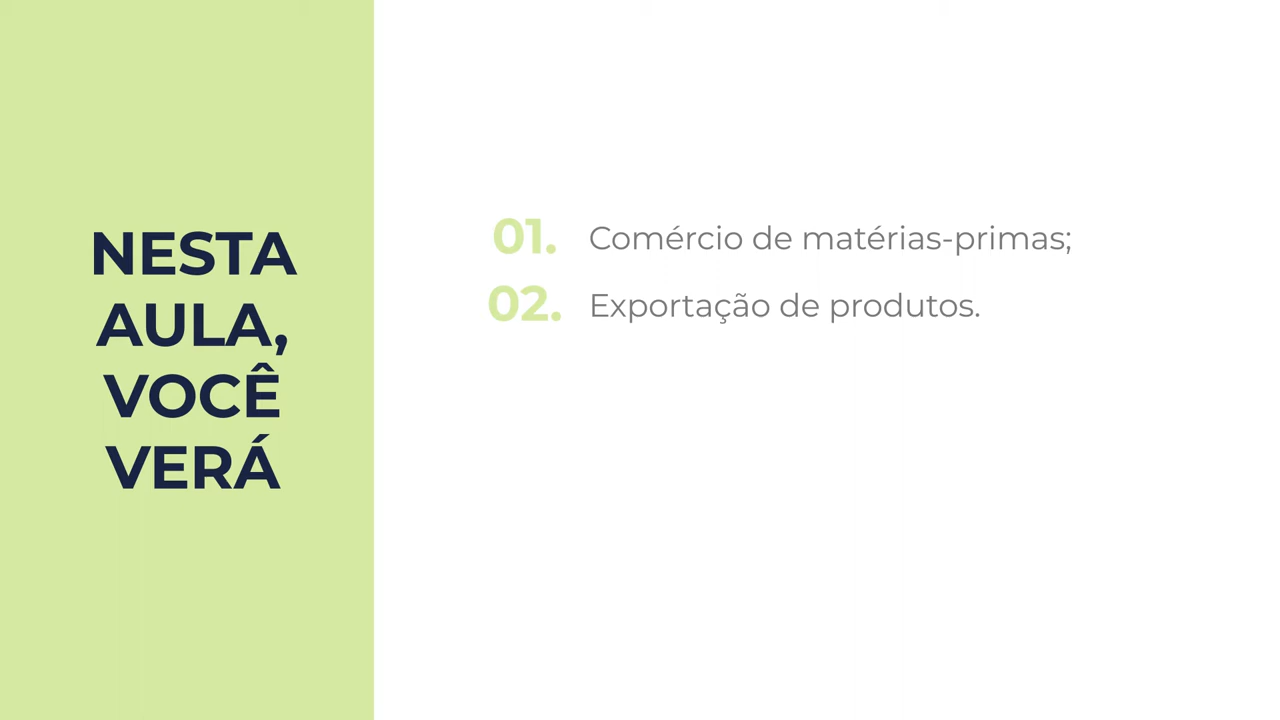 NESTA
AULA,
VOCÊ
VERÁ
01. Comércio de matérias-primas;
02. Exportação de produtos.